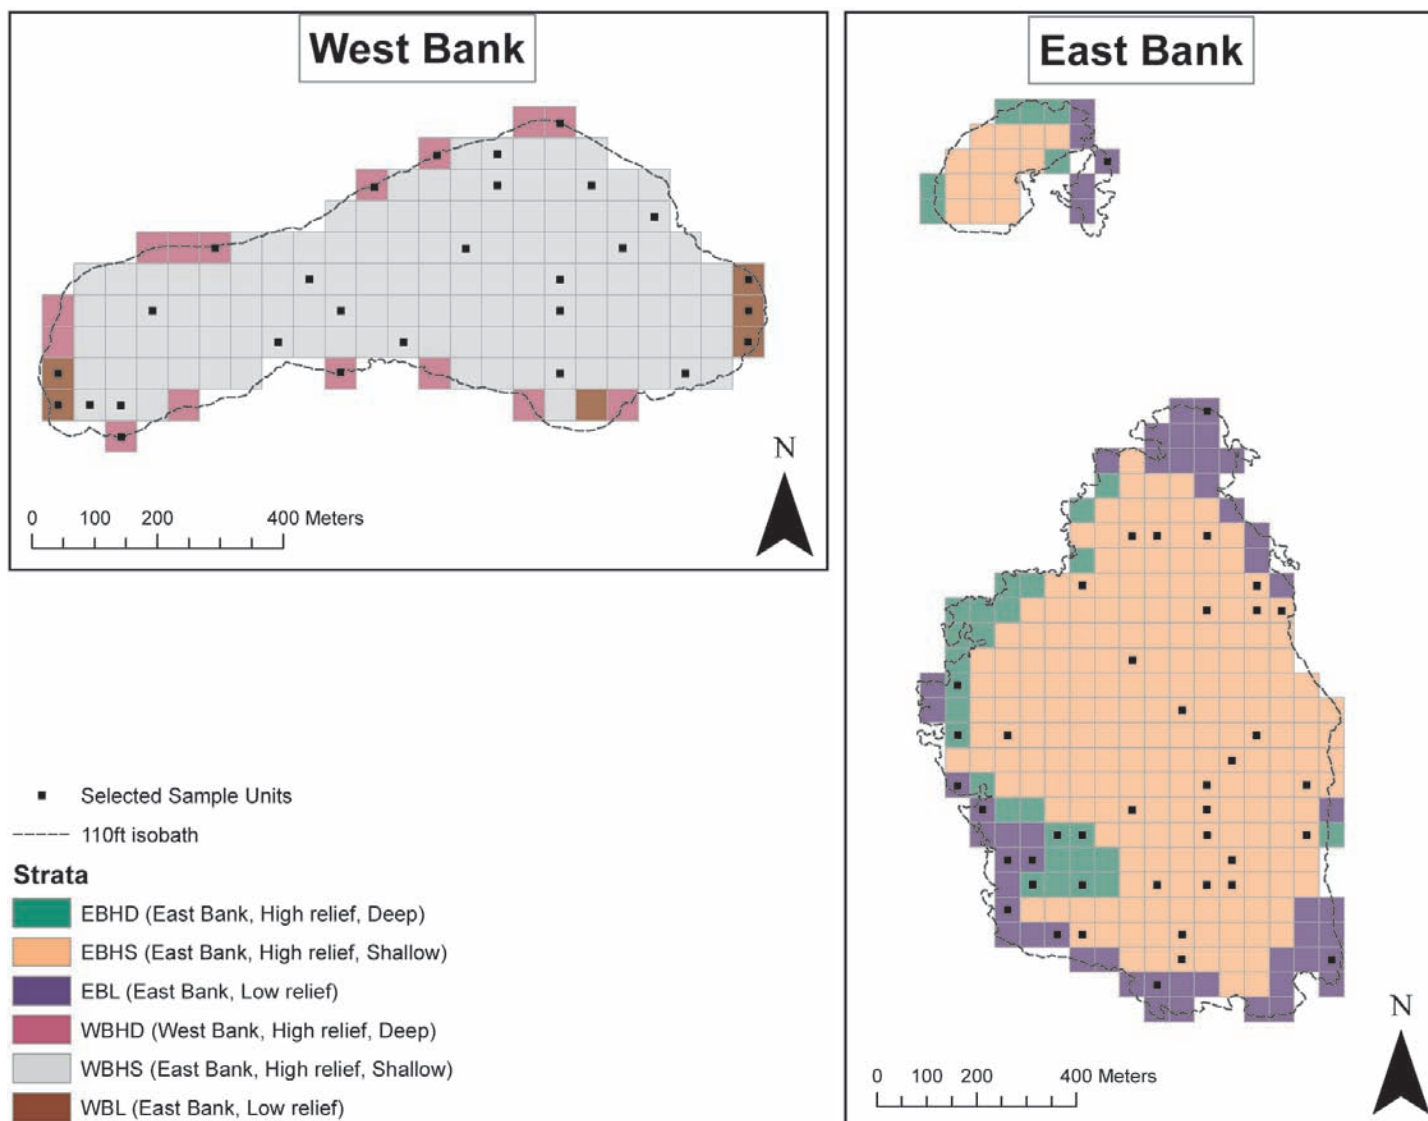 West Bank
N
0 100 200 400 Meters
East Bank
N
0 100 200 400 Meters
Selected Sample Units
110ft isobath
Strata
EBHD (East Bank, High relief, Deep)
EBHS (East Bank, High relief, Shallow)
EBL (East Bank, Low relief)
WBHD (West Bank, High relief, Deep)
WBHS (East Bank, High relief, Shallow)
WBL (East Bank, Low relief)